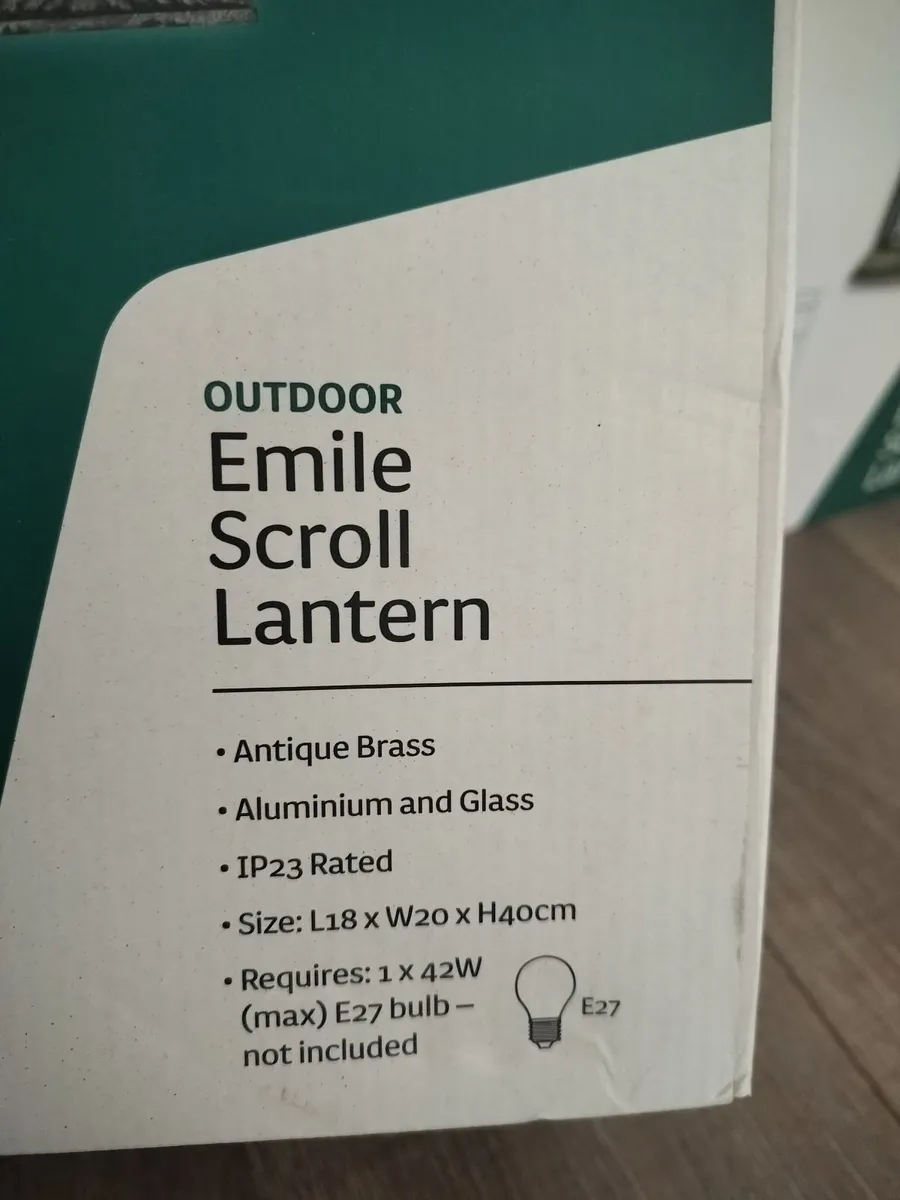 OUTDOOR
Emile
Scroll
Lantern
• Antique Brass
• Aluminium and Glass
• IP23 Rated
• Size: L18 x W20 x H40cm
• Requires: 1 x 42W
(max) E27 bulb –
not included
E27